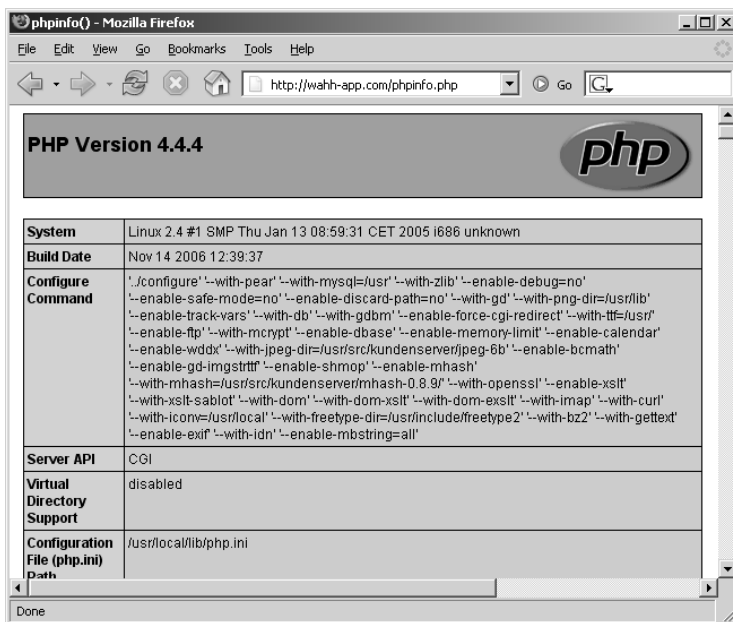 phpinfo() - Mozilla Firefox
File Edit View Go Bookmarks Tools Help
http://wahh-app.com/phpinfo.php Go G
PHP Version 4.4.4
php
System Linux 2.4 #1 SMP Thu Jan 13 08:59:31 CET 2005 i686 unknown
Build Date Nov 14 2006 12:39:37
Configure Command
'../configure' '--with-pear' '--with-mysql=/usr' '--with-zlib' '--enable-debug=no'
'--enable-safe-mode=no' '--enable-discard-path=no' '--with-gd' '--with-png-dir=/usr/lib'
'--enable-track-vars' '--with-db' '--with-gdbm' '--enable-force-cgi-redirect' '--with-ttf=/usr/'
'--enable-ftp' '--with-mcrypt' '--enable-dbase' '--enable-memory-limit' '--enable-calendar'
'--enable-wddx' '--with-jpeg-dir=/usr/src/kundenserver/jpeg-6b' '--enable-bcmath'
'--enable-gd-imgstrttf' '--enable-shmop' '--enable-mhash'
'--with-mhash=/usr/src/kundenserver/mhash-0.8.9/' '--with-openssl' '--enable-xslt'
'--with-xslt-sablot' '--with-dom' '--with-dom-xslt' '--with-dom-exslt' '--with-imap' '--with-curl'
'--with-iconv=/usr/local' '--with-freetype-dir=/usr/include/freetype2' '--with-bz2' '--with-gettext'
'--enable-exif' '--with-idn' '--enable-mbstring=all'
Server API CGI
Virtual Directory Support disabled
Configuration File (php.ini) Path /usr/local/lib/php.ini
Done